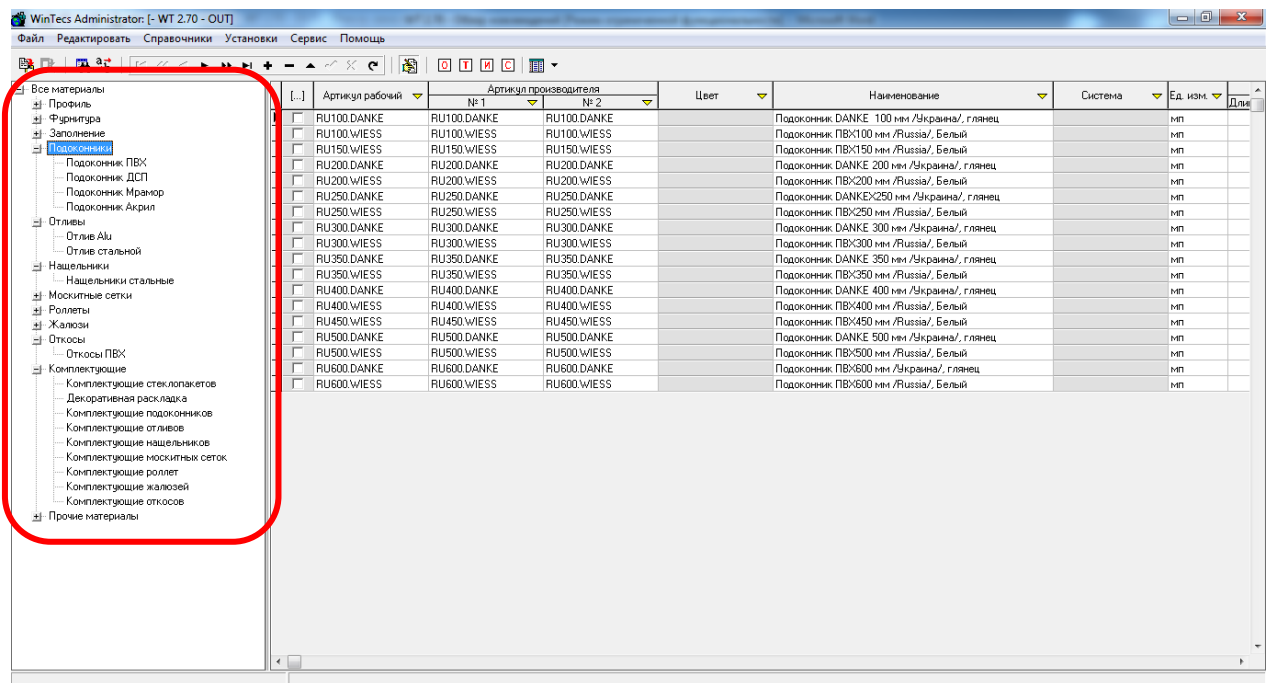 WinTecs Administrator: [- WT 2.70 - OUT]
Файл Редактировать Справочники Установки Сервис Помощь
О Т И С
Все материалы
Профиль
Фурнитура
Заполнение
Подоконники
Подоконник ПВХ
Подоконник ДСП
Подоконник Мрамор
Подоконник Акрил
Отливы
Отлив Alu
Отлив стальной
Нащельники
Нащельники стальные
Москитные сетки
Роллеты
Жалюзи
Откосы
Откосы ПВХ
Комплектующие
Комплектующие стеклопакетов
Декоративная раскладка
Комплектующие подоконников
Комплектующие отливов
Комплектующие нащельников
Комплектующие москитных сеток
Комплектующие роллет
Комплектующие жалюзей
Комплектующие откосов
Прочие материалы
[...] Артикул рабочий Артикул производителя Цвет Наименование Система Ед. изм.
№ 1 № 2
RU100.DANKE RU100.DANKE RU100.DANKE Подоконник DANKE 100 мм /Украина/, глянец мп
RU100.WIESS RU100.WIESS RU100.WIESS Подоконник ПВХ100 мм /Russia/, Белый мп
RU150.WIESS RU150.WIESS RU150.WIESS Подоконник ПВХ150 мм /Russia/, Белый мп
RU200.DANKE RU200.DANKE RU200.DANKE Подоконник DANKE 200 мм /Украина/, глянец мп
RU200.WIESS RU200.WIESS RU200.WIESS Подоконник ПВХ200 мм /Russia/, Белый мп
RU250.DANKE RU250.DANKE RU250.DANKE Подоконник DANKEХ250 мм /Украина/, глянец мп
RU250.WIESS RU250.WIESS RU250.WIESS Подоконник ПВХ250 мм /Russia/, Белый мп
RU300.DANKE RU300.DANKE RU300.DANKE Подоконник DANKE 300 мм /Украина/, глянец мп
RU300.WIESS RU300.WIESS RU300.WIESS Подоконник ПВХ300 мм /Russia/, Белый мп
RU350.DANKE RU350.DANKE RU350.DANKE Подоконник DANKE 350 мм /Украина/, глянец мп
RU350.WIESS RU350.WIESS RU350.WIESS Подоконник ПВХ350 мм /Russia/, Белый мп
RU400.DANKE RU400.DANKE RU400.DANKE Подоконник DANKE 400 мм /Украина/, глянец мп
RU400.WIESS RU400.WIESS RU400.WIESS Подоконник ПВХ400 мм /Russia/, Белый мп
RU450.WIESS RU450.WIESS RU450.WIESS Подоконник ПВХ450 мм /Russia/, Белый мп
RU500.DANKE RU500.DANKE RU500.DANKE Подоконник DANKE 500 мм /Украина/, глянец мп
RU500.WIESS RU500.WIESS RU500.WIESS Подоконник ПВХ500 мм /Russia/, Белый мп
RU600.DANKE RU600.DANKE RU600.DANKE Подоконник ПВХ600 мм /Украина/, глянец мп
RU600.WIESS RU600.WIESS RU600.WIESS Подоконник ПВХ600 мм /Russia/, Белый мп